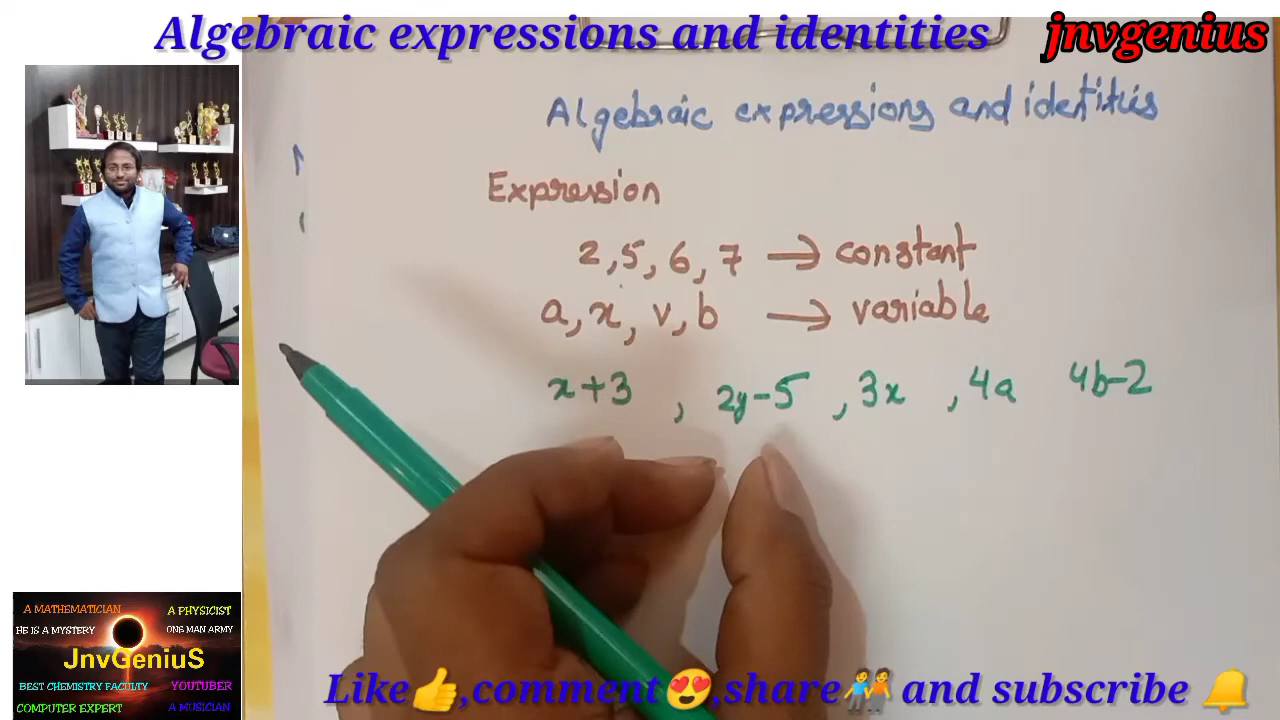 Algebraic expressions and identities
jnvgenius
Algebraic expressions and identities
Expression
2, 5, 6, 7 → constant
a, x, v, b → variable
x+3 , 2y-5 , 3x , 4a 4b-2
A MATHEMATICIAN A PHYSICIST
HE IS A MYSTERY ONE MAN ARMY
JnvGeniuS
BEST CHEMISTRY FACULTY YOUTUBER
COMPUTER EXPERT A MUSICIAN
Like👍,comment😍,share🧑‍🤝‍🧑 and subscribe 🔔